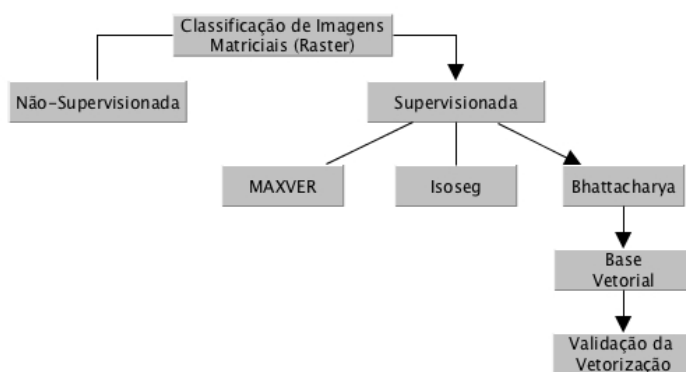 Classificação de Imagens
Matriciais (Raster)
Não-Supervisionada
Supervisionada
MAXVER
Isoseg
Bhattacharya
Base
Vetorial
Validação da
Vetorização